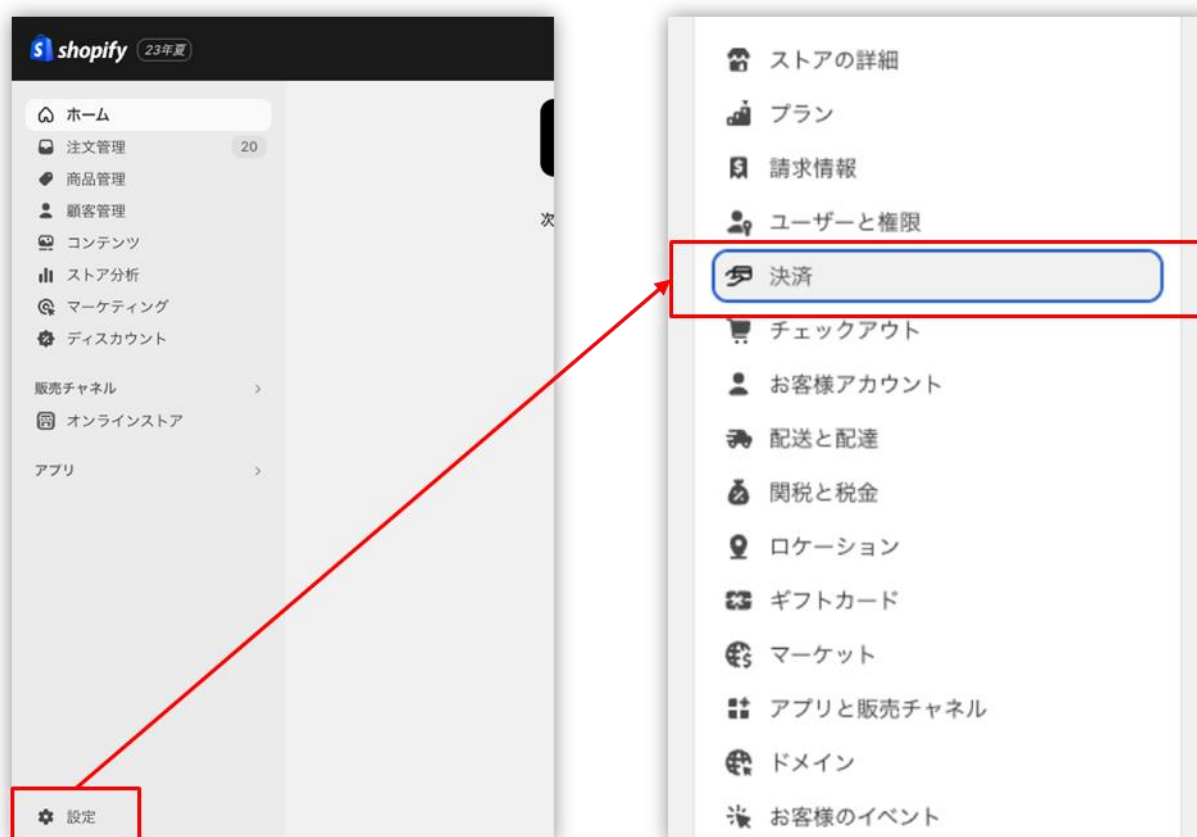 shopify 23年夏
ホーム
注文管理 20
商品管理
顧客管理
コンテンツ
ストア分析
マーケティング
ディスカウント
販売チャネル
オンラインストア
アプリ
設定
次
ストアの詳細
プラン
請求情報
ユーザーと権限
決済
チェックアウト
お客様アカウント
配送と配達
関税と税金
ロケーション
ギフトカード
マーケット
アプリと販売チャネル
ドメイン
お客様のイベント